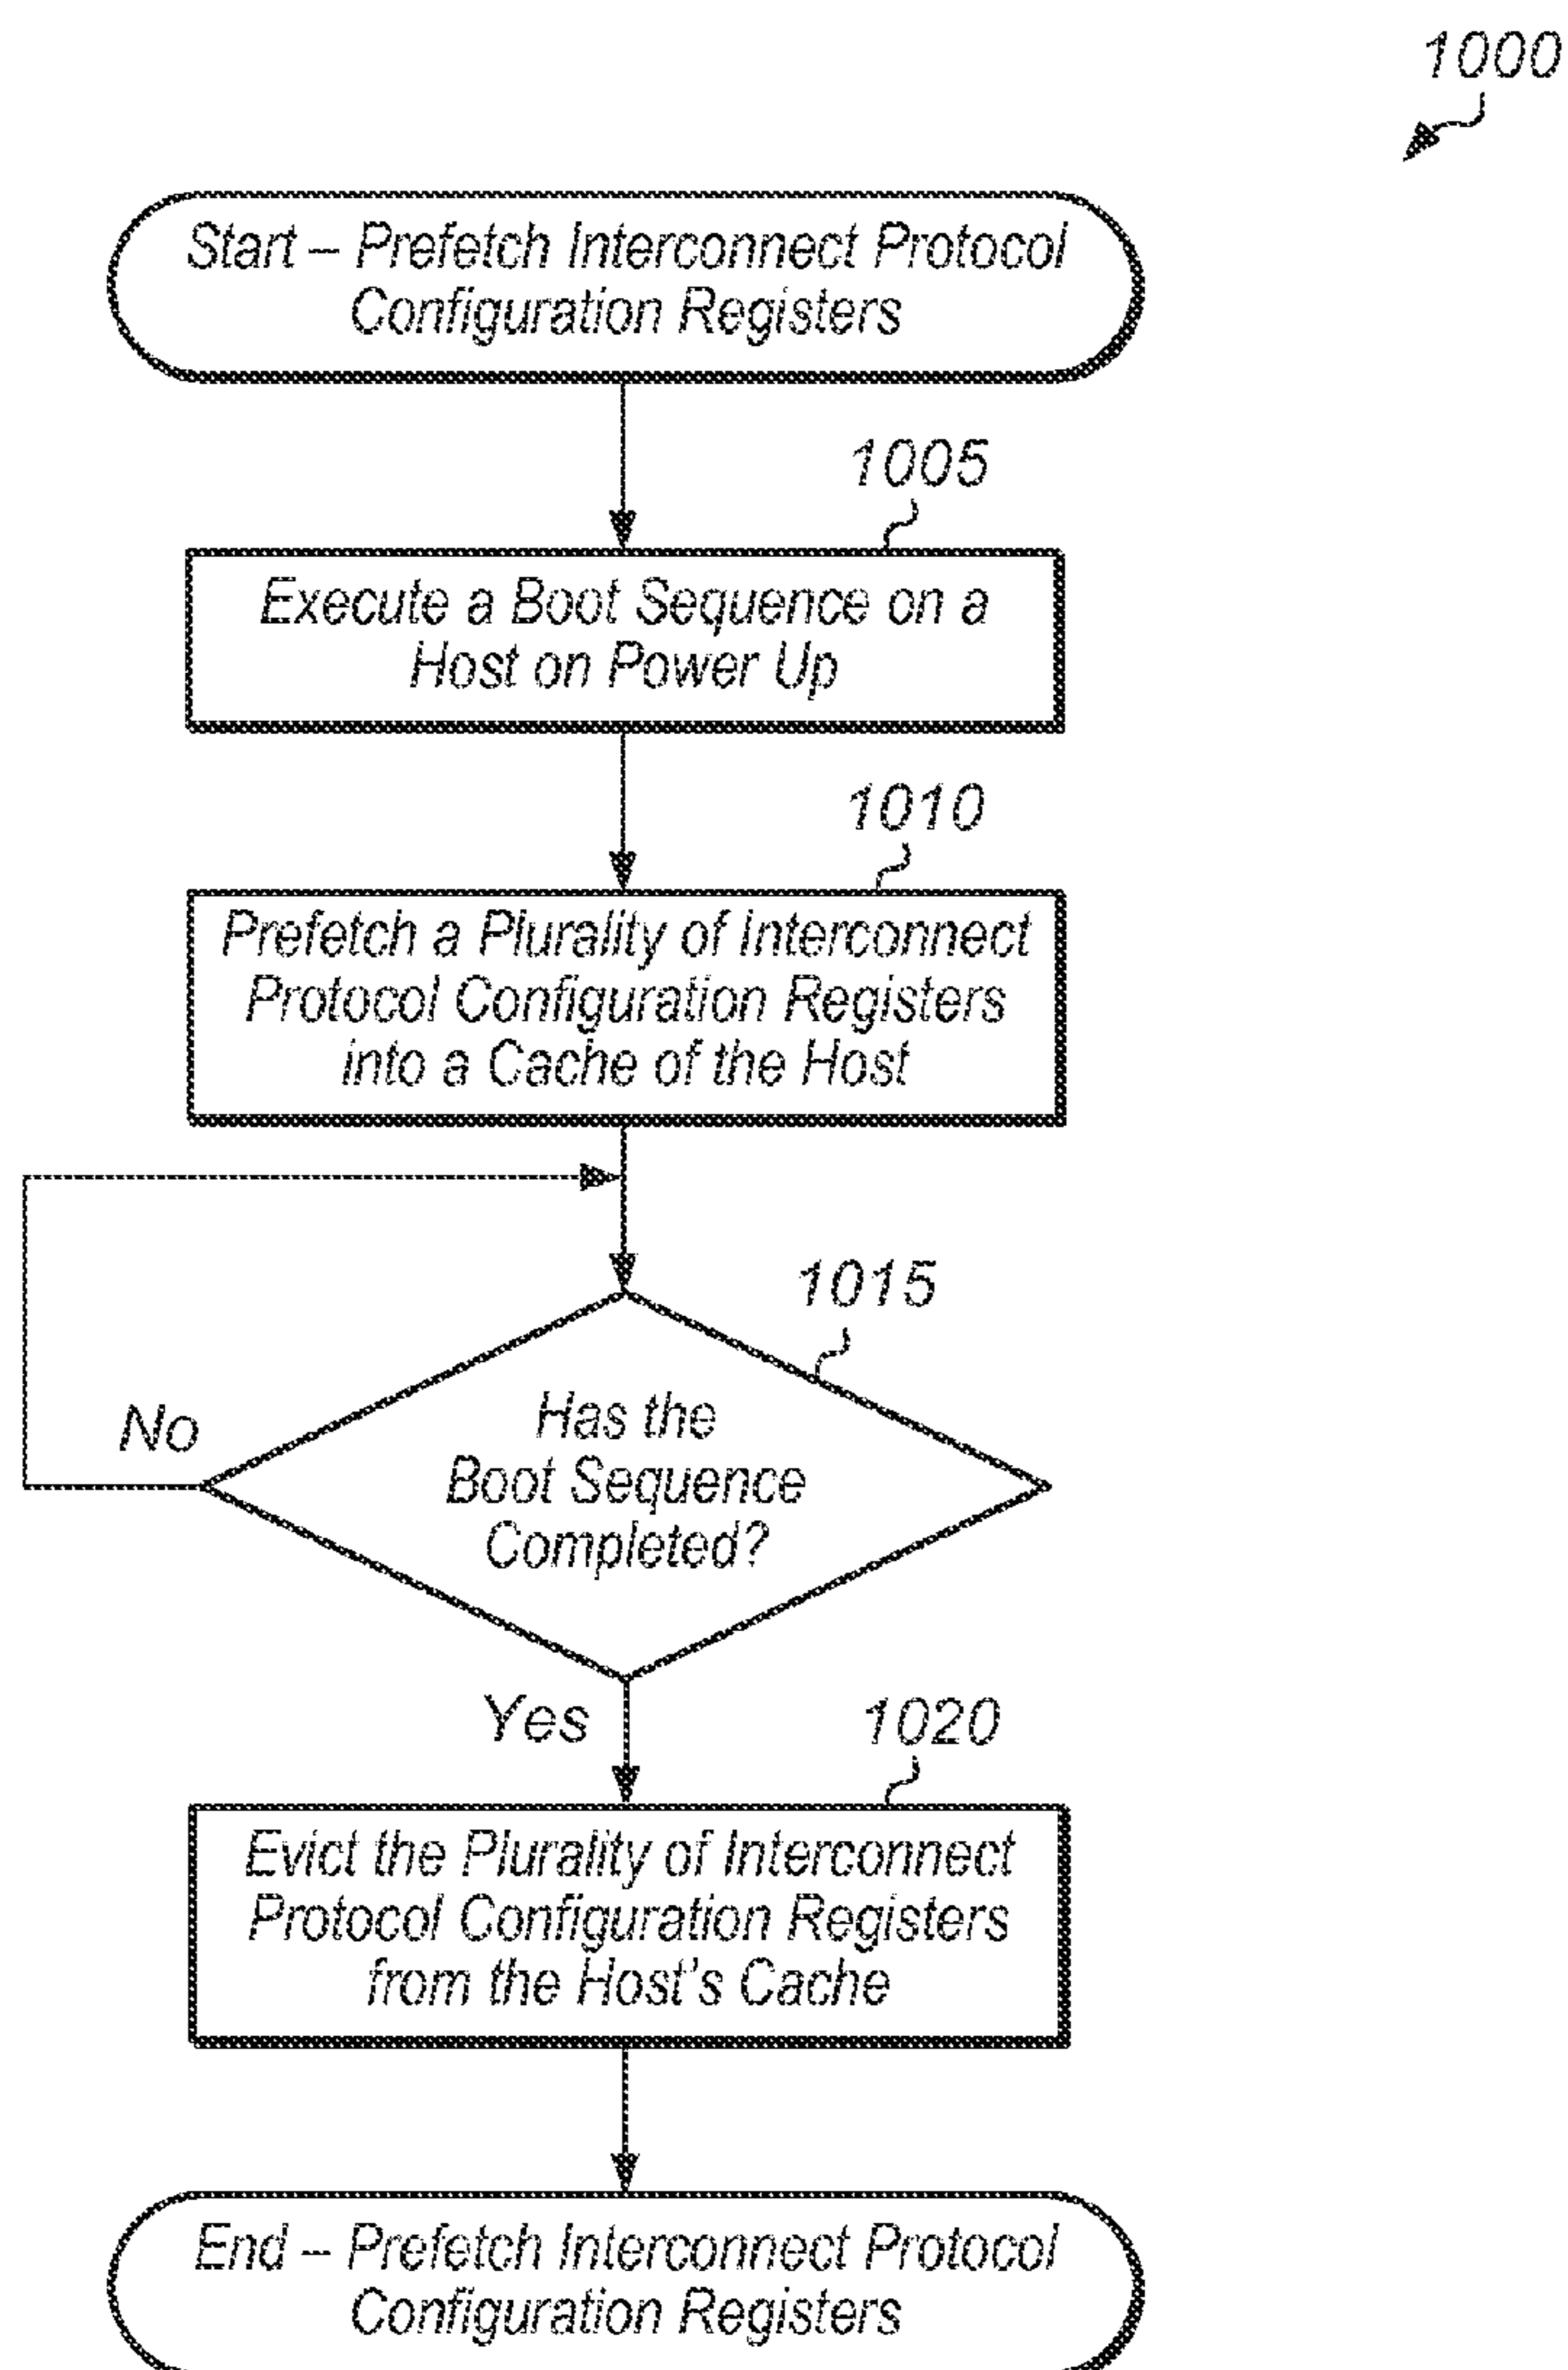 1000
Start – Prefetch Interconnect Protocol
Configuration Registers
1005
Execute a Boot Sequence on a
Host on Power Up
1010
Prefetch a Plurality of Interconnect
Protocol Configuration Registers
into a Cache of the Host
1015
Has the
Boot Sequence
Completed?
No
Yes
1020
Evict the Plurality of Interconnect
Protocol Configuration Registers
from the Host's Cache
End – Prefetch Interconnect Protocol
Configuration Registers